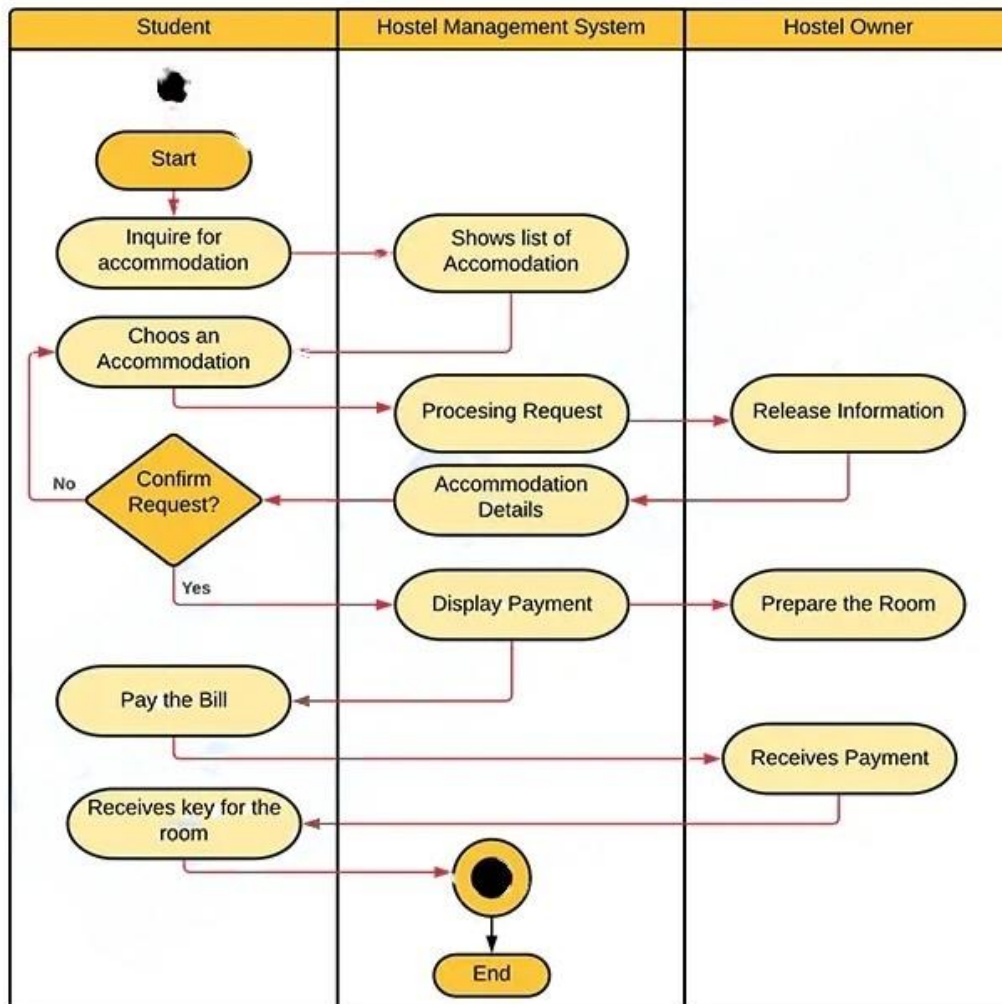 Student
Hostel Management System
Hostel Owner
Start
Inquire for
accommodation
Shows list of
Accomodation
Choos an
Accommodation
Procesing Request
Release Information
Accommodation
Details
Confirm
Request?
No
Yes
Display Payment
Prepare the Room
Pay the Bill
Receives Payment
Receives key for the
room
End